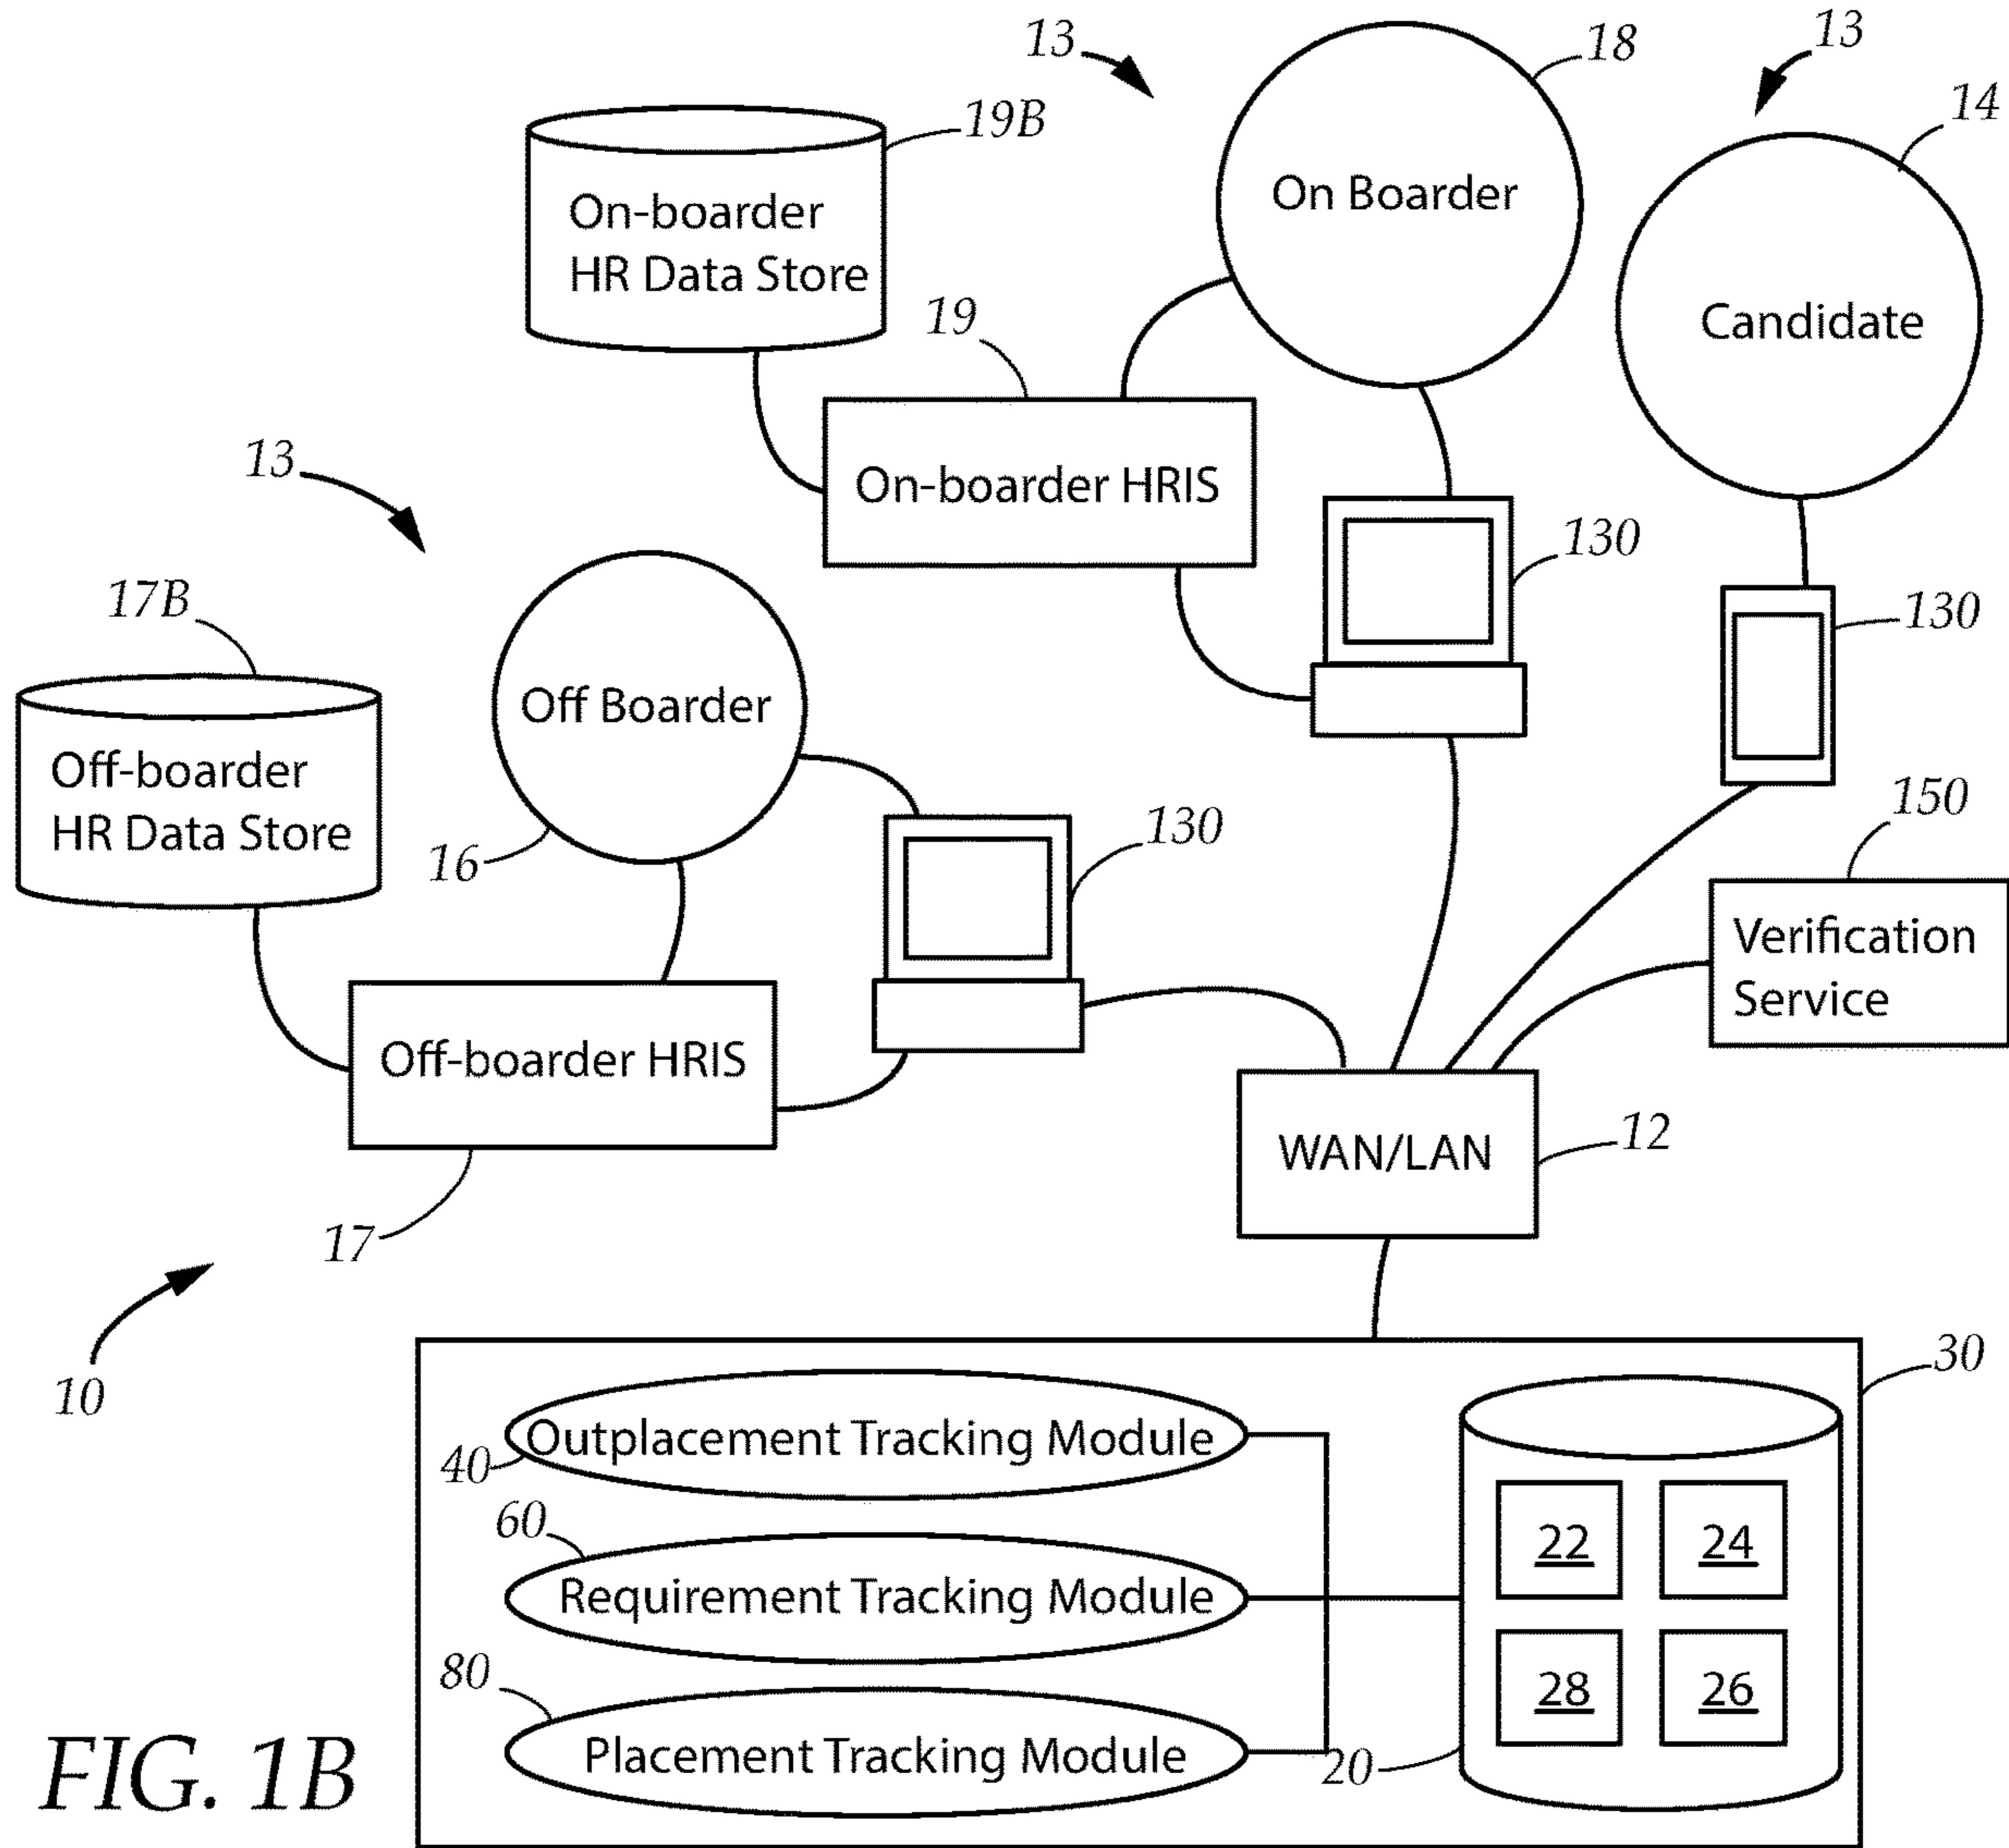 13
18
13
14
19B
On-boarder
HR Data Store
On Boarder
Candidate
19
On-boarder HRIS
13
130
130
17B
Off Boarder
Off-boarder
HR Data Store
16
130
150
Verification
Service
Off-boarder HRIS
17
WAN/LAN
12
10
30
Outplacement Tracking Module
40
60
22
24
Requirement Tracking Module
80
28
26
Placement Tracking Module
20
FIG. 1B